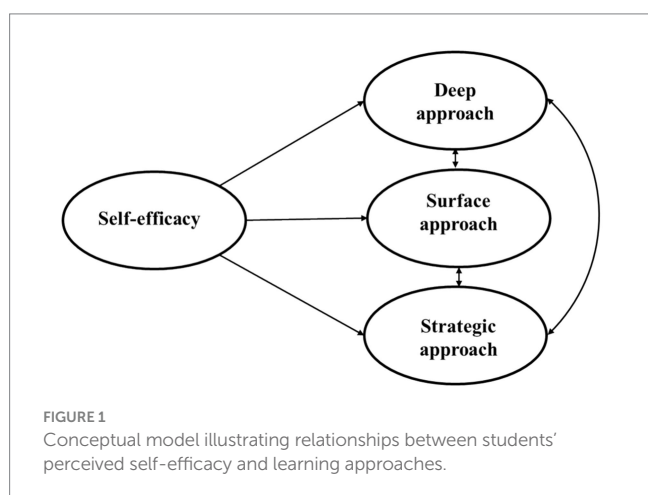 Deep
approach
Self-efficacy
Surface
approach
Strategic
approach
FIGURE 1
Conceptual model illustrating relationships between students’
perceived self-efficacy and learning approaches.